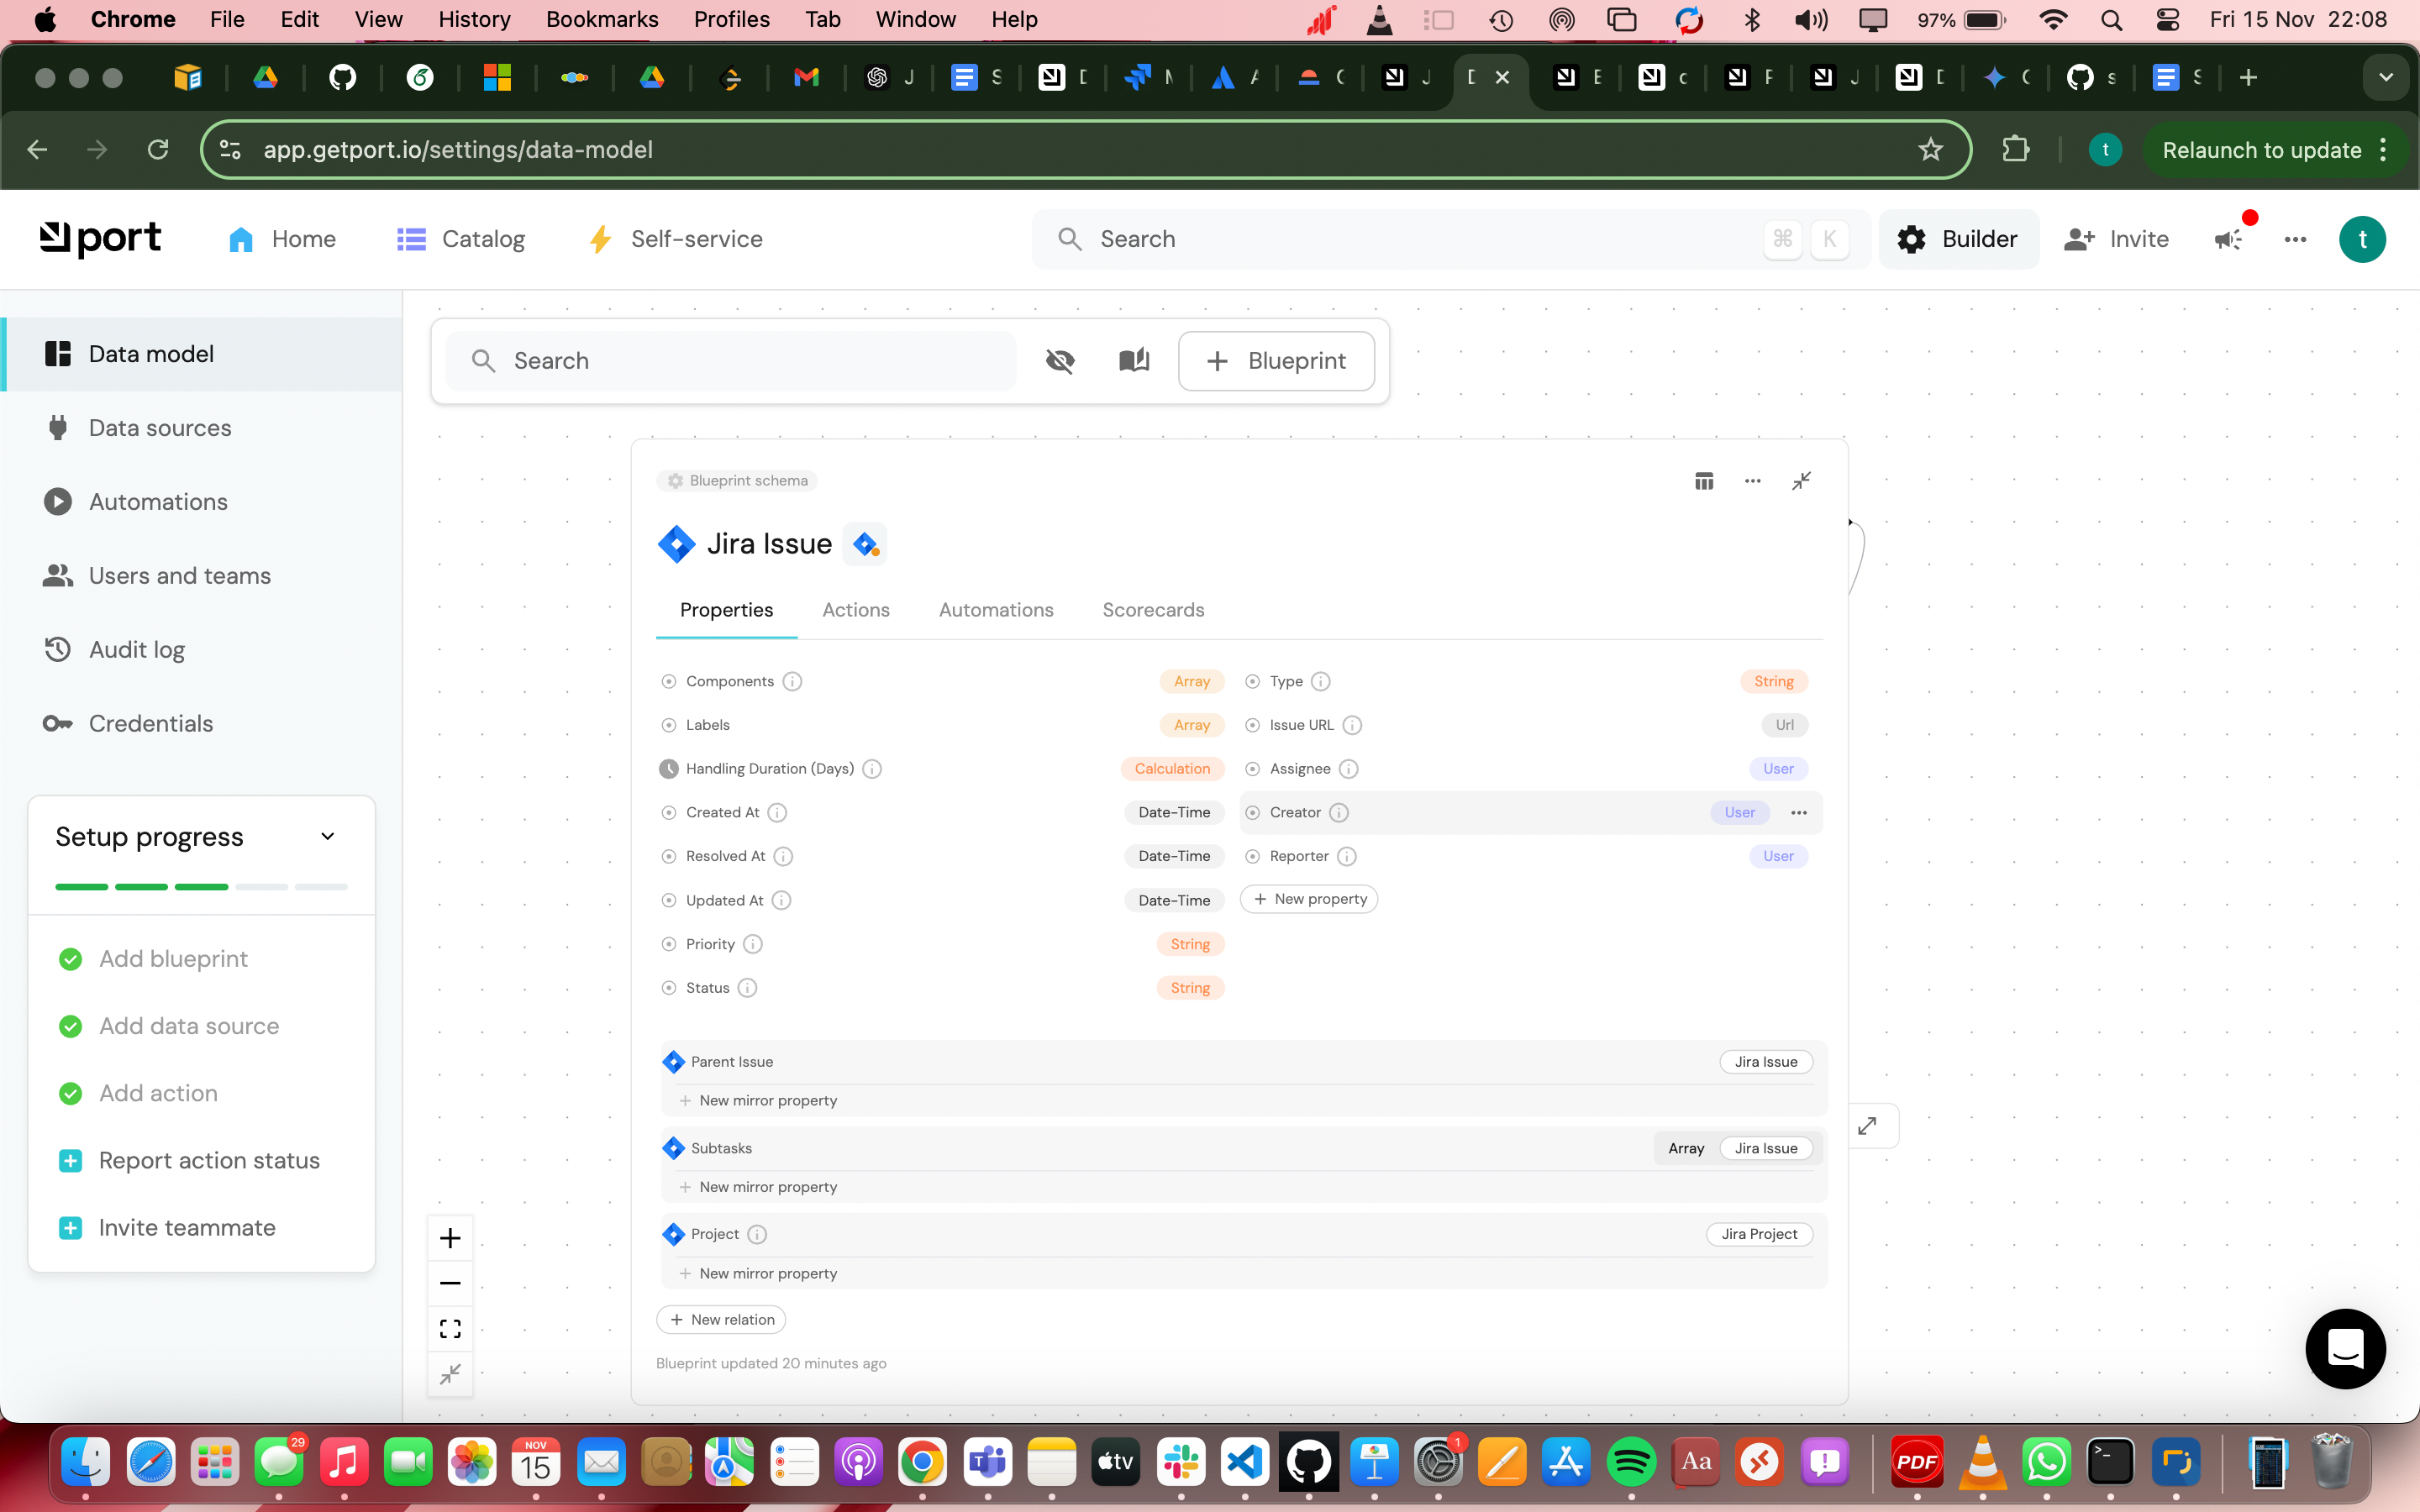 Chrome File Edit View History Bookmarks Profiles Tab Window Help 97% Fri 15 Nov 22:08
app.getport.io/settings/data-model
Relaunch to update
port Home Catalog Self-service Search ⌘ K Builder Invite t
Data model
Data sources
Automations
Users and teams
Audit log
Credentials
Setup progress
Add blueprint
Add data source
Add action
Report action status
Invite teammate
Search
Blueprint
Blueprint schema
Jira Issue
Properties Actions Automations Scorecards
Components Array
Labels Array
Handling Duration (Days) Calculation
Created At Date-Time
Resolved At Date-Time
Updated At Date-Time
Priority String
Status String
Type String
Issue URL Url
Assignee User
Creator User
Reporter User
New property
Parent Issue Jira Issue
New mirror property
Subtasks Array Jira Issue
New mirror property
Project Jira Project
New mirror property
New relation
Blueprint updated 20 minutes ago
29
NOV
15
tv
1
Aa
PDF